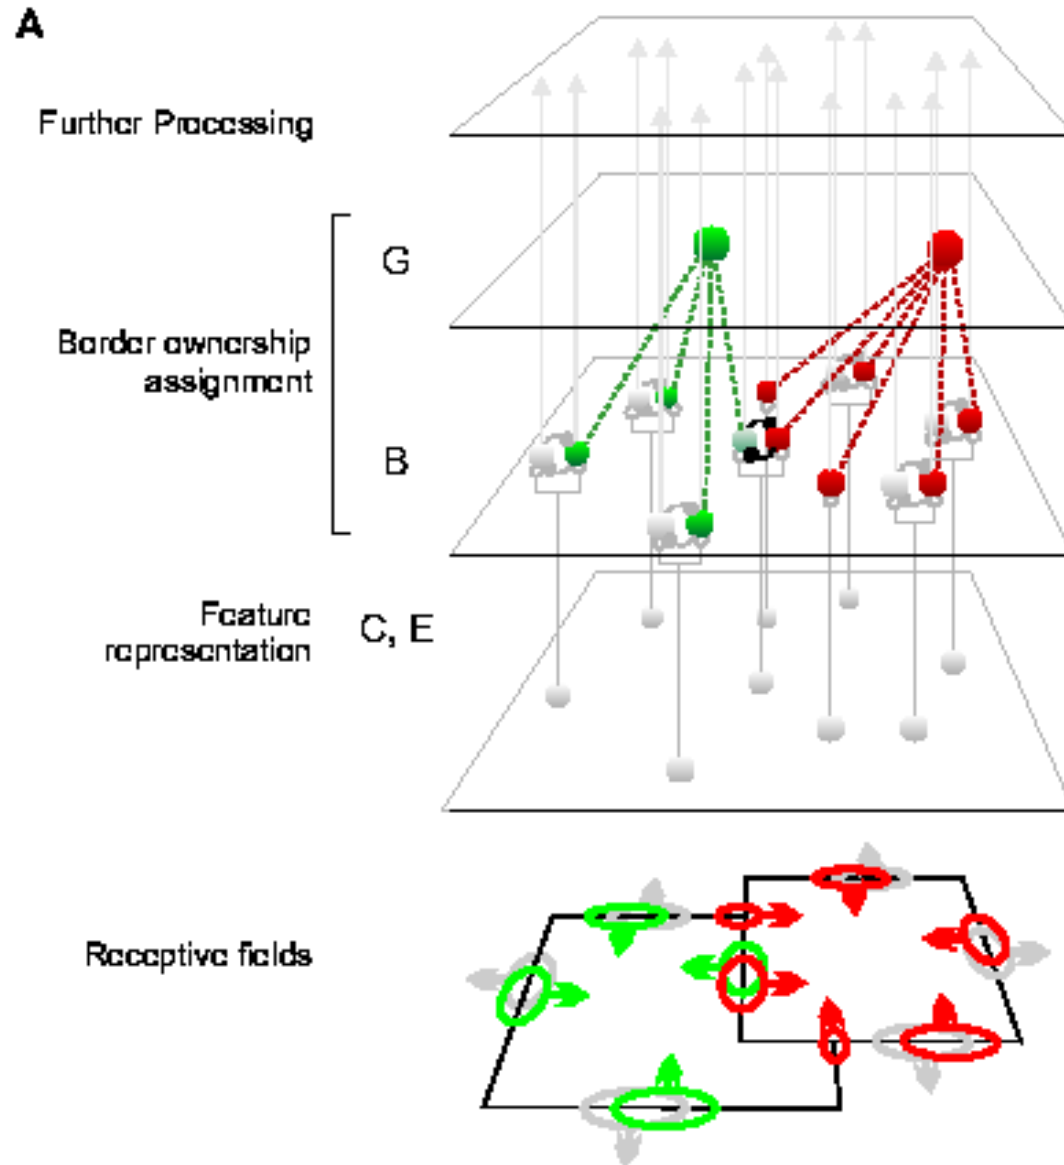 A
Further Processing
G
Border ownership
assignment
B
Feature
representation
C, E
Receptive fields